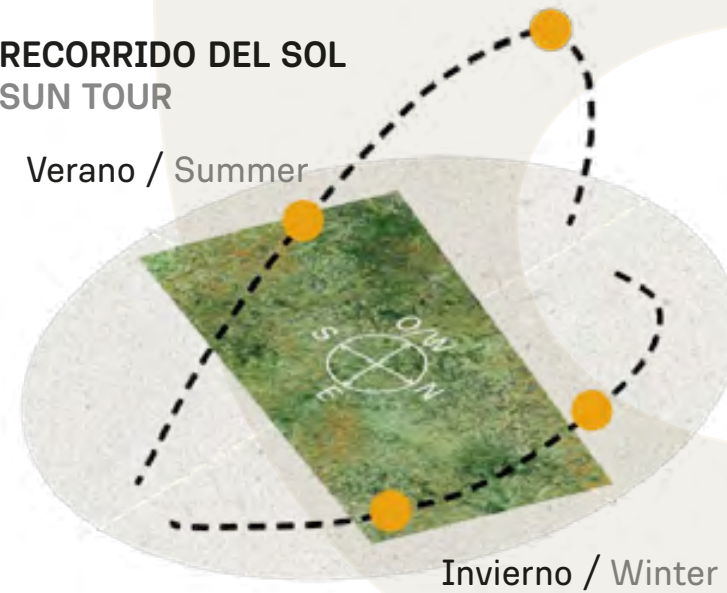 RECORRIDO DEL SOL
SUN TOUR
Verano / Summer
S
O/W
E
N
Invierno / Winter